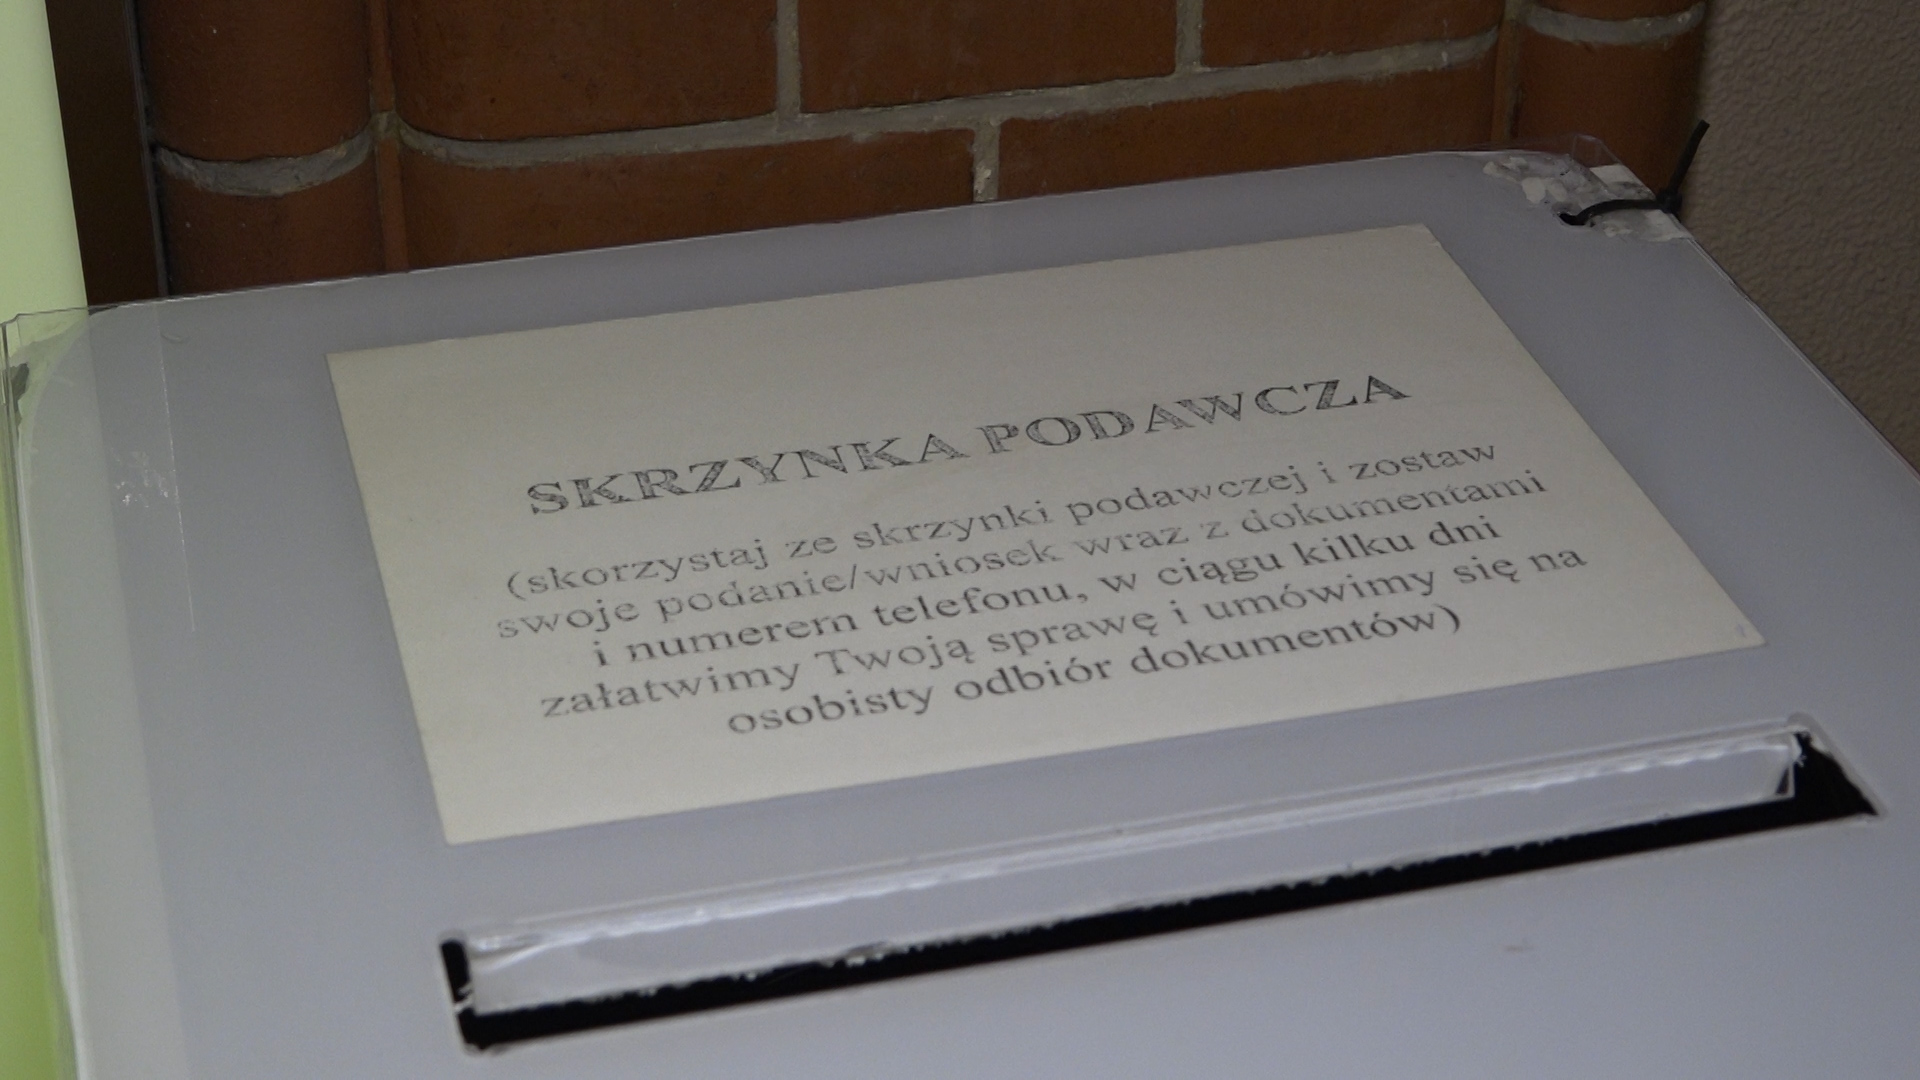 SKRZYNKA PODAWCZA
(skorzystaj ze skrzynki podawczej i zostaw
swoje podanie/wniosek wraz z dokumentami
i numerem telefonu, w ciągu kilku dni
załatwimy Twoją sprawę i umówimy się na
osobisty odbiór dokumentów)